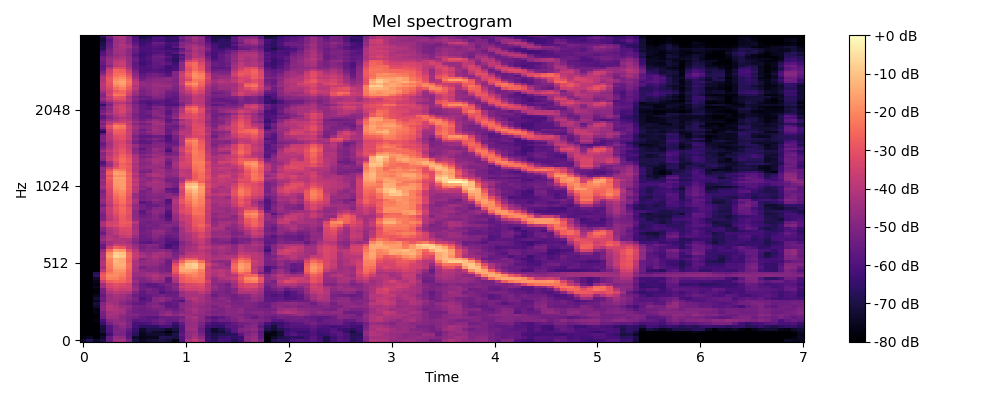 Mel spectrogram
Hz
2048
1024
512
0
0 1 2 3 4 5 6 7
Time
+0 dB
-10 dB
-20 dB
-30 dB
-40 dB
-50 dB
-60 dB
-70 dB
-80 dB